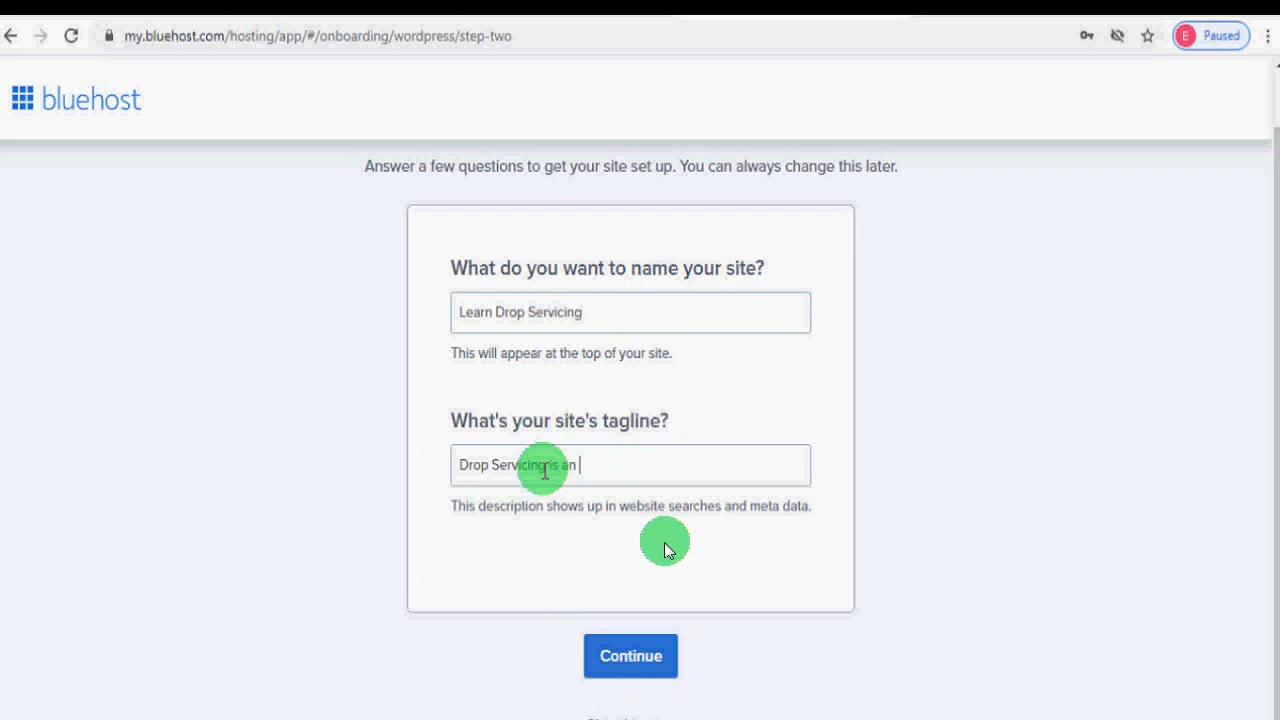 my.bluehost.com/hosting/app/#/onboarding/wordpress/step-two
E Paused
bluehost
Answer a few questions to get your site set up. You can always change this later.
What do you want to name your site?
Learn Drop Servicing
This will appear at the top of your site.
What's your site's tagline?
Drop Servicing is an
This description shows up in website searches and meta data.
Continue